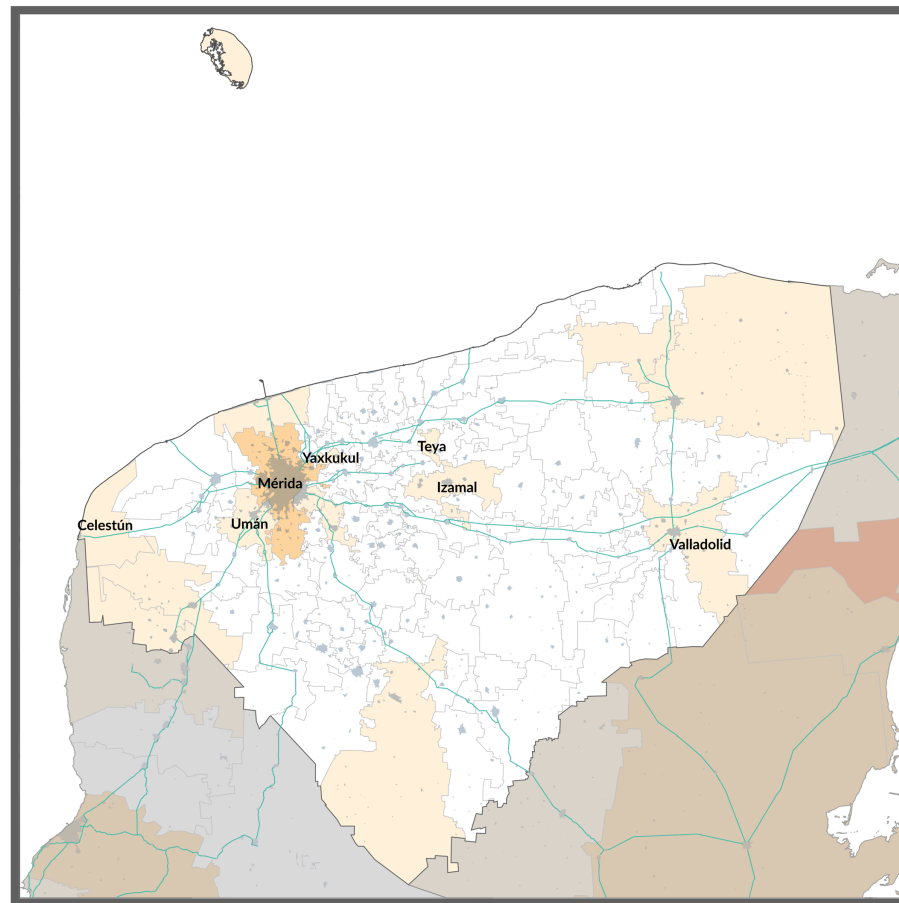 Teya
Yaxkukul
Mérida
Izamal
Celestún
Umán
Valladolid